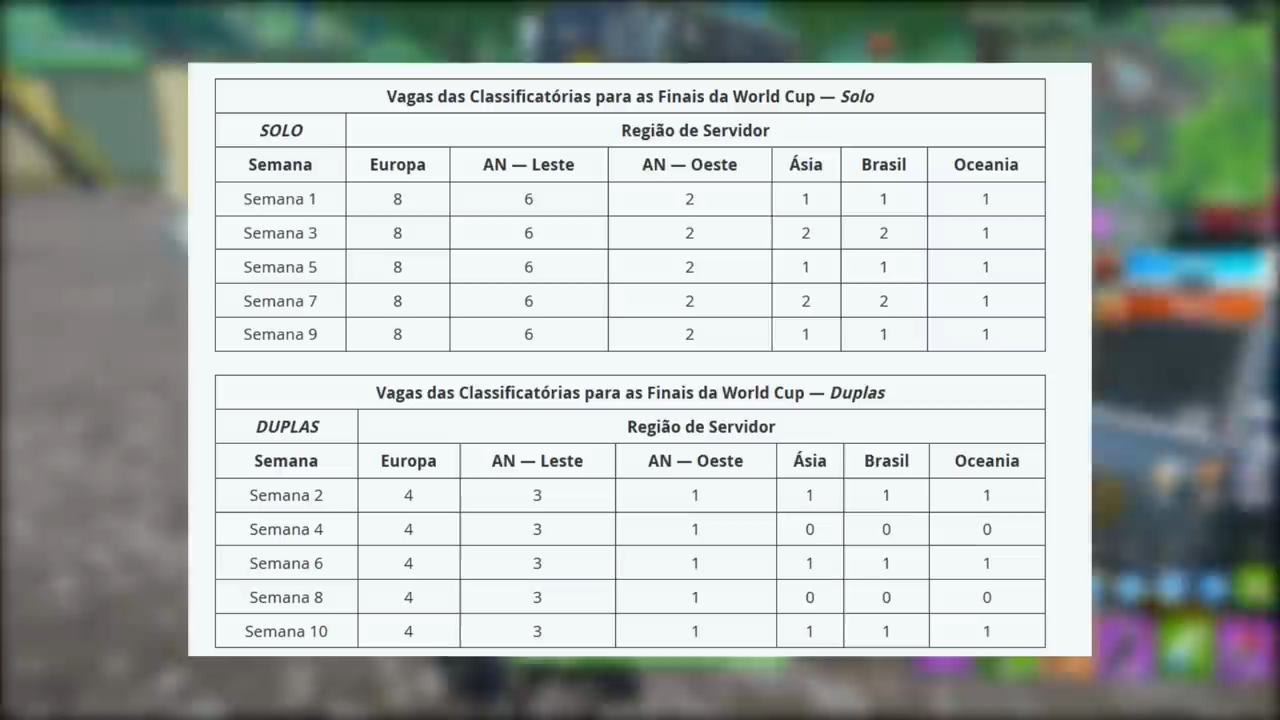 Vagas das Classificatórias para as Finais da World Cup — Solo
SOLO Região de Servidor
Semana Europa AN — Leste AN — Oeste Ásia Brasil Oceania
Semana 1 8 6 2 1 1 1
Semana 3 8 6 2 2 2 1
Semana 5 8 6 2 1 1 1
Semana 7 8 6 2 2 2 1
Semana 9 8 6 2 1 1 1
Vagas das Classificatórias para as Finais da World Cup — Duplas
DUPLAS Região de Servidor
Semana Europa AN — Leste AN — Oeste Ásia Brasil Oceania
Semana 2 4 3 1 1 1 1
Semana 4 4 3 1 0 0 0
Semana 6 4 3 1 1 1 1
Semana 8 4 3 1 0 0 0
Semana 10 4 3 1 1 1 1